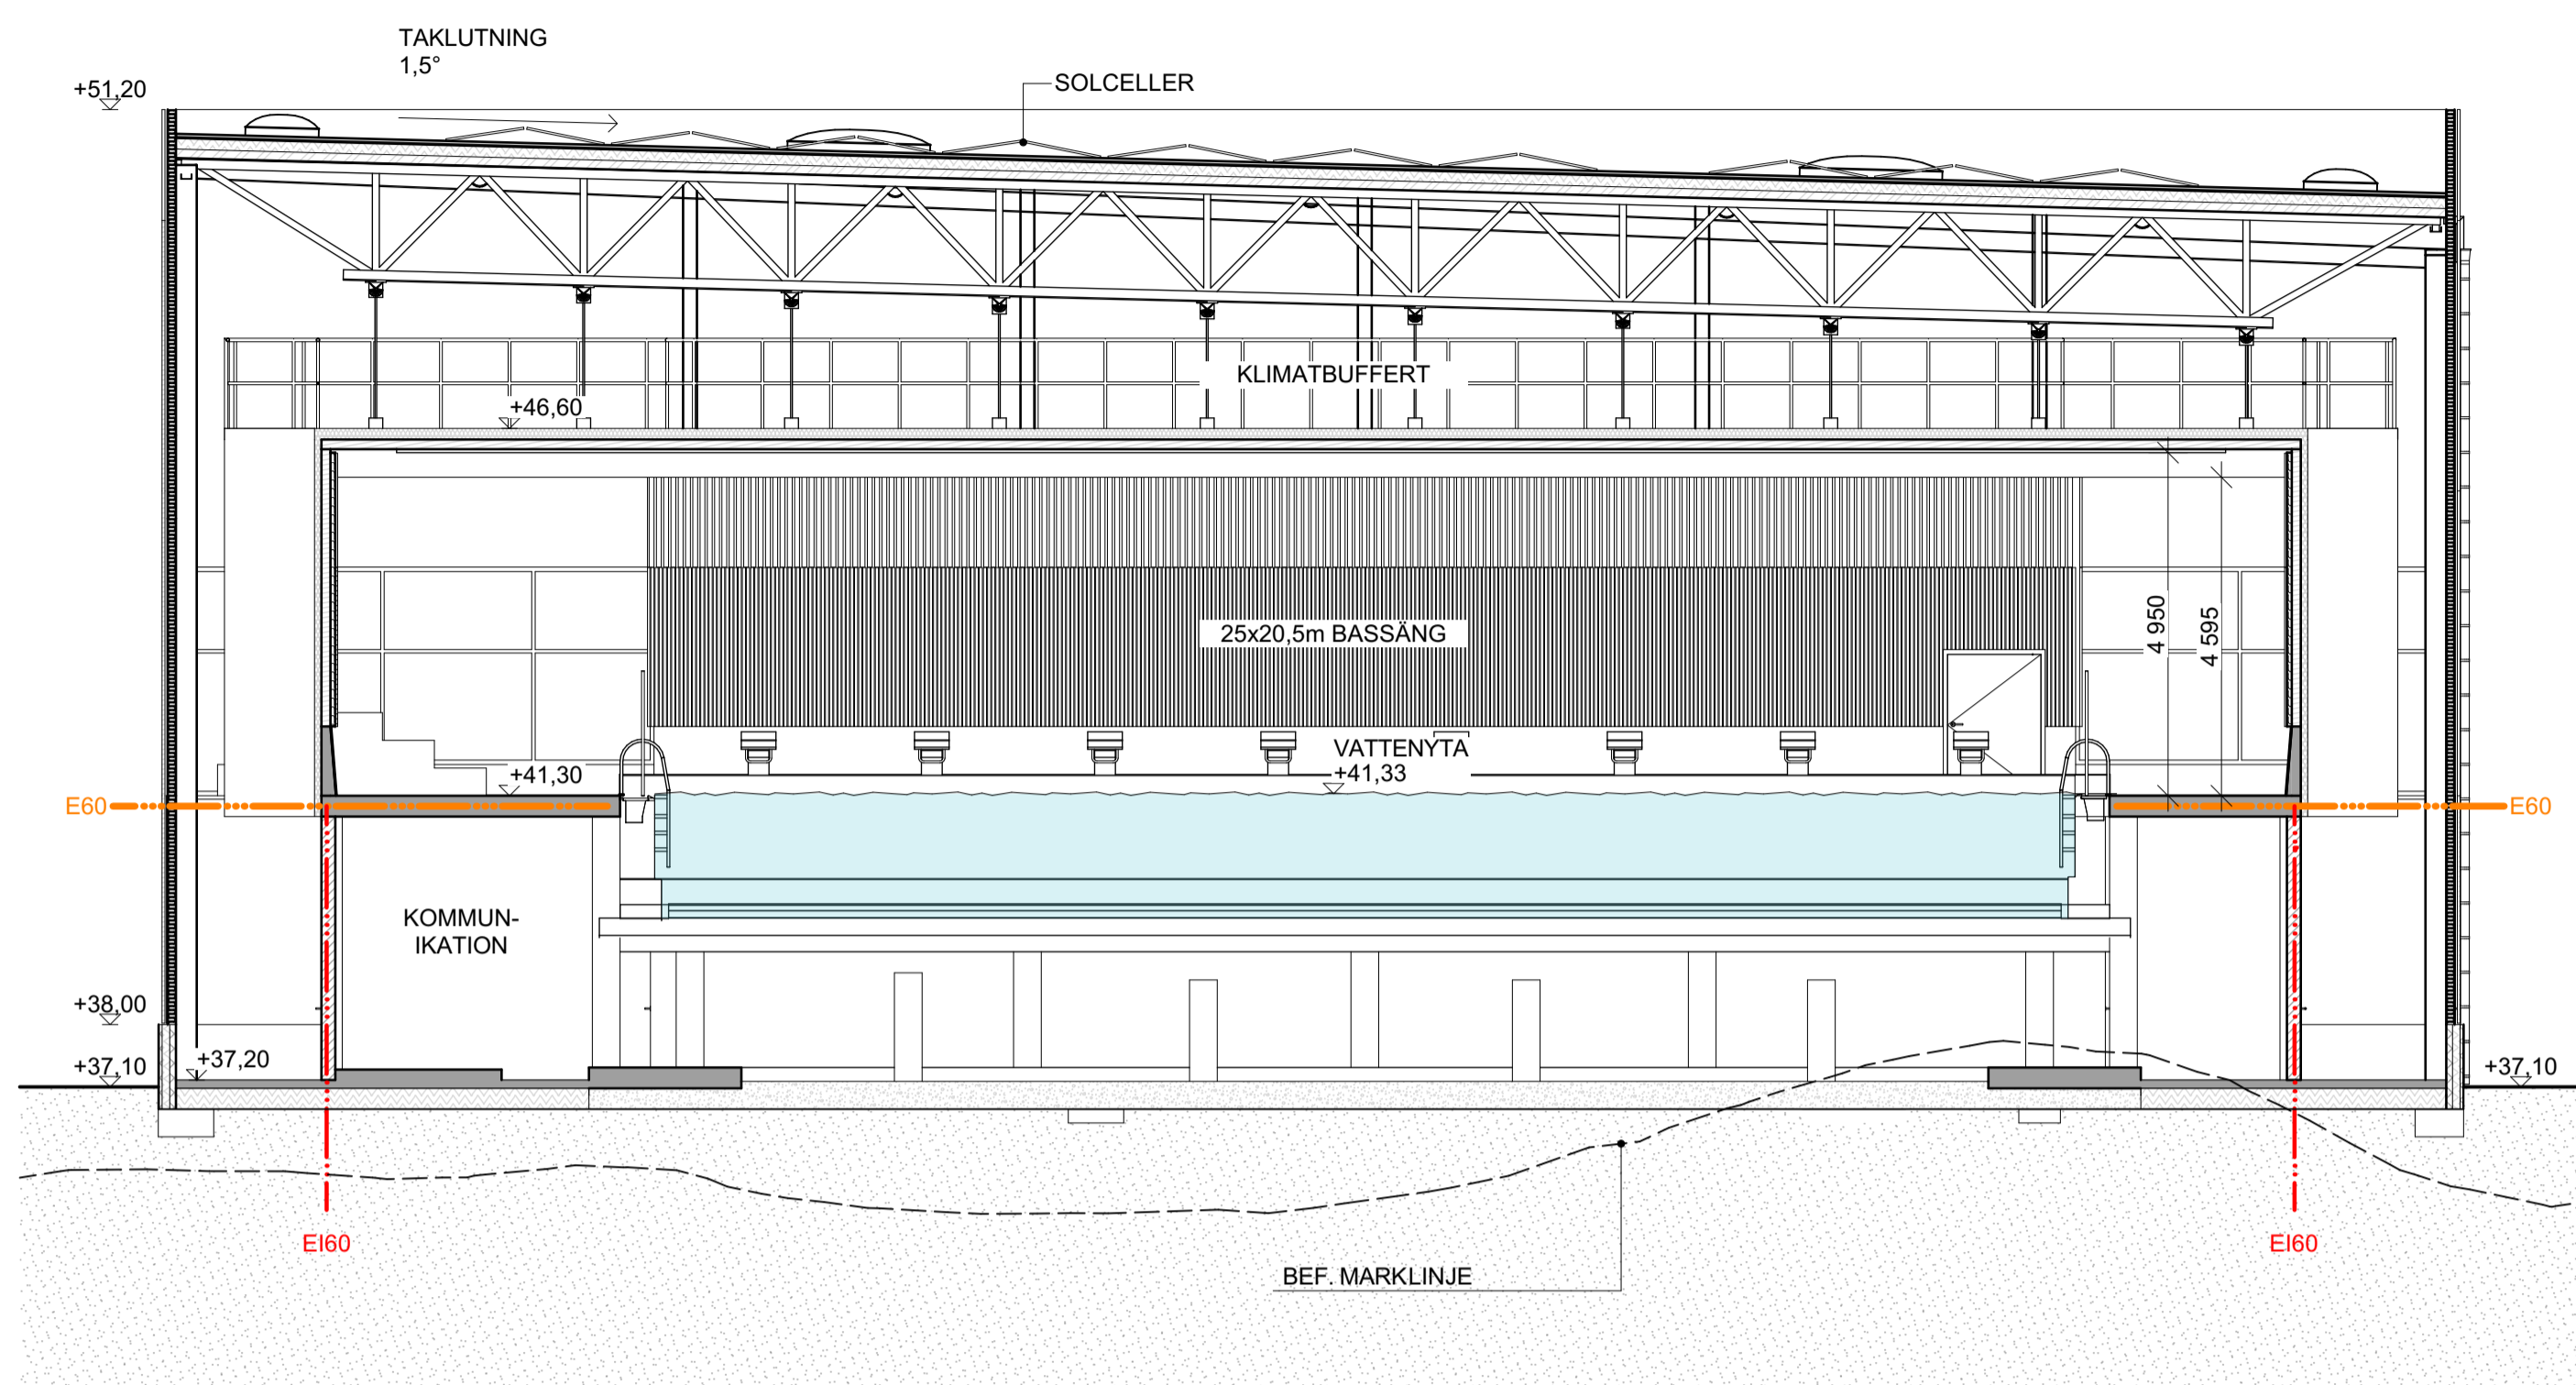 TAKLUTNING
1,5°
SOLCELLER
+51,20
KLIMATBUFFERT
+46,60
4 950
4 595
25x20,5m BASSÄNG
VATTENYTA
+41,33
+41,30
E60
E60
KOMMUN-
IKATION
+38,00
+37,20
+37,10
+37,10
EI60
EI60
BEF. MARKLINJE